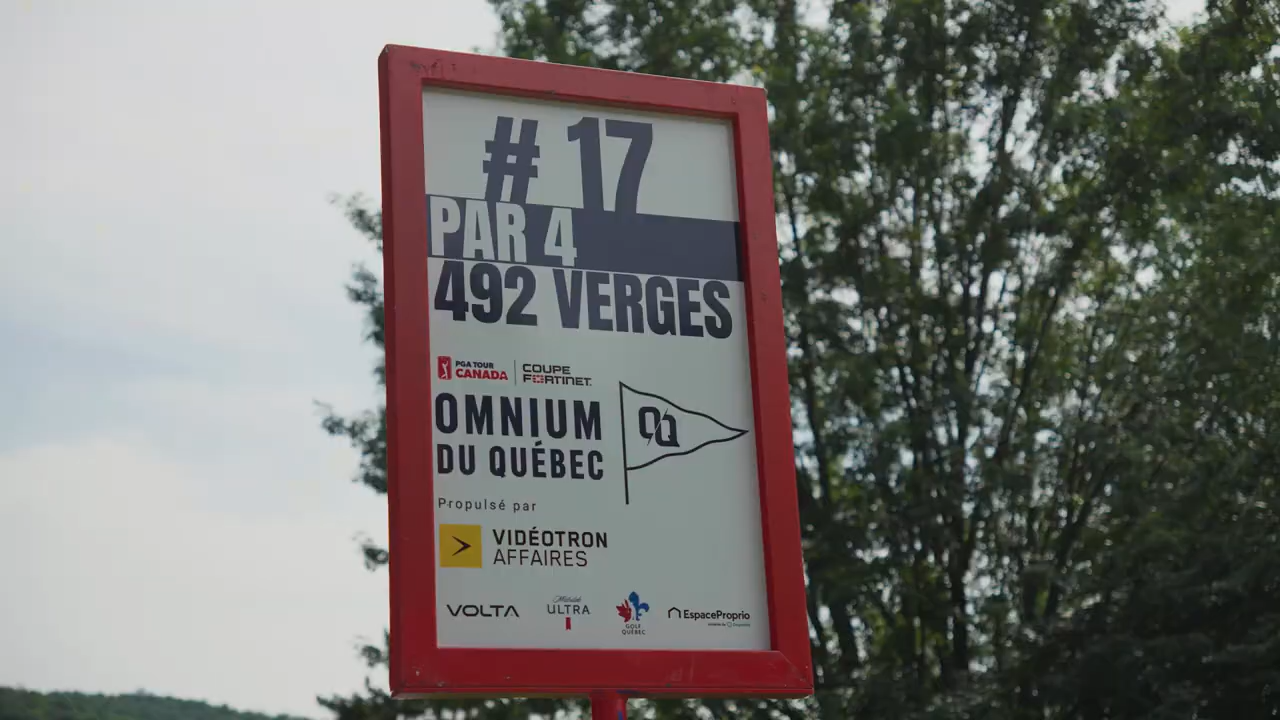 # 17
PAR 4
492 VERGES
PGA TOUR
CANADA
COUPE
FORTINET
OMNIUM
DU QUÉBEC
OQ
Propulsé par
VIDÉOTRON
AFFAIRES
VOLTA
Michelob
ULTRA
GOLF
QUÉBEC
EspaceProprio